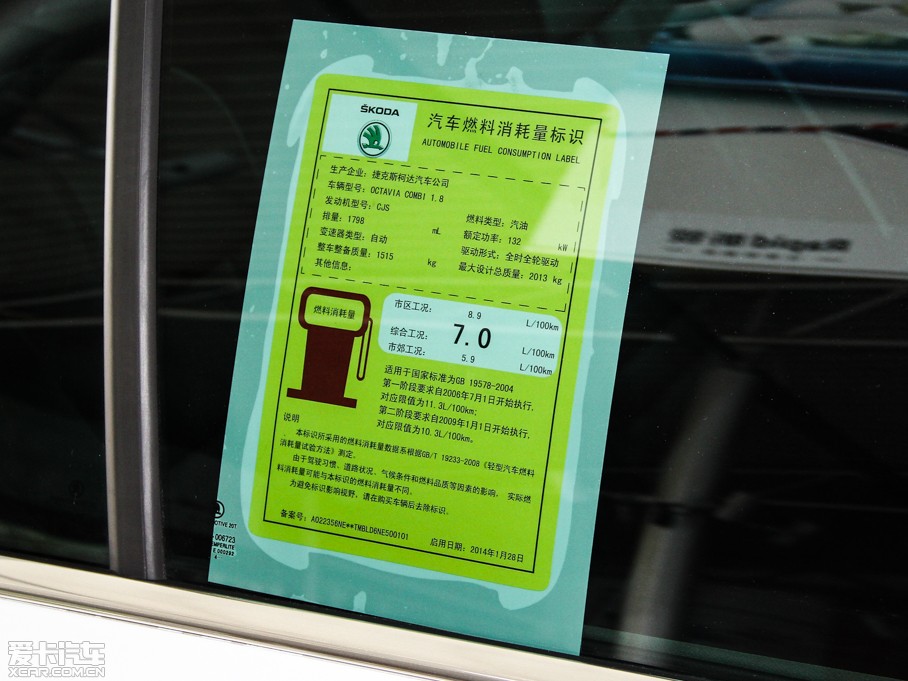 ŠKODA
汽车燃料消耗量标识
AUTOMOBILE FUEL CONSUMPTION LABEL
生产企业：捷克斯柯达汽车公司
车辆型号：OCTAVIA COMBI 1.8
发动机型号：CJS
燃料类型：汽油
排量：1798 mL
额定功率：132 kW
变速器类型：自动
驱动形式：全时全轮驱动
整车整备质量：1515 kg
最大设计总质量：2013 kg
其他信息：
燃料消耗量
市区工况： 8.9 L/100km
综合工况： 7.0 L/100km
市郊工况： 5.9 L/100km
适用于国家标准为GB 19578-2004
第一阶段要求自2006年7月1日开始执行，
对应限值为11.3L/100km；
第二阶段要求自2009年1月1日开始执行，
对应限值为10.3L/100km。
说明
、本标识所采用的燃料消耗量数据系根据GB/T 19233-2008《轻型汽车燃料
消耗量试验方法》测定。
由于驾驶习惯、道路状况、气候条件和燃料品质等因素的影响，实际燃
料消耗量可能与本标识的燃料消耗量不同。
为避免标识影响视野，请在购买车辆后去除标识。
备案号：A022356NE**TMBLD6NE500101
启用日期：2014年1月28日
006723
爱卡汽车
XCAR.COM.CN